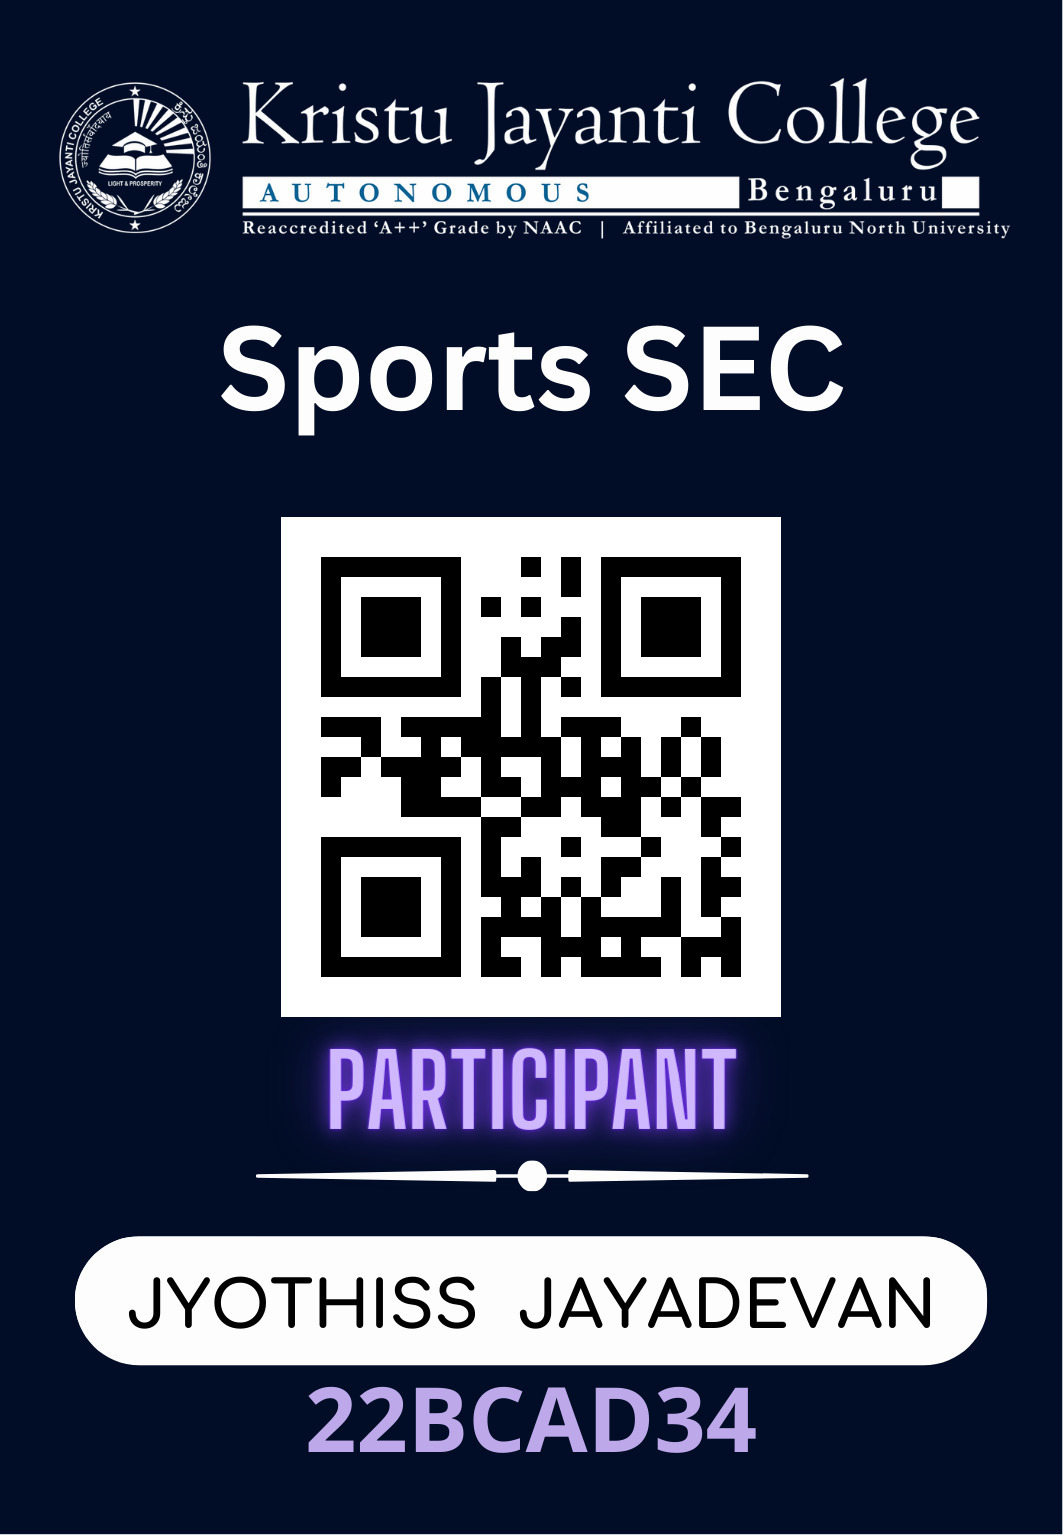 Kristu Jayanti College
AUTONOMOUS Bengaluru
Reaccredited ‘A++’ Grade by NAAC | Affiliated to Bengaluru North University
KRISTU JAYANTI COLLEGE
ಕ್ರಿಸ್ತು ಜಯಂತಿ ಕಾಲೇಜು
LIGHT & PROSPERITY
Sports SEC
PARTICIPANT
JYOTHISS JAYADEVAN
22BCAD34